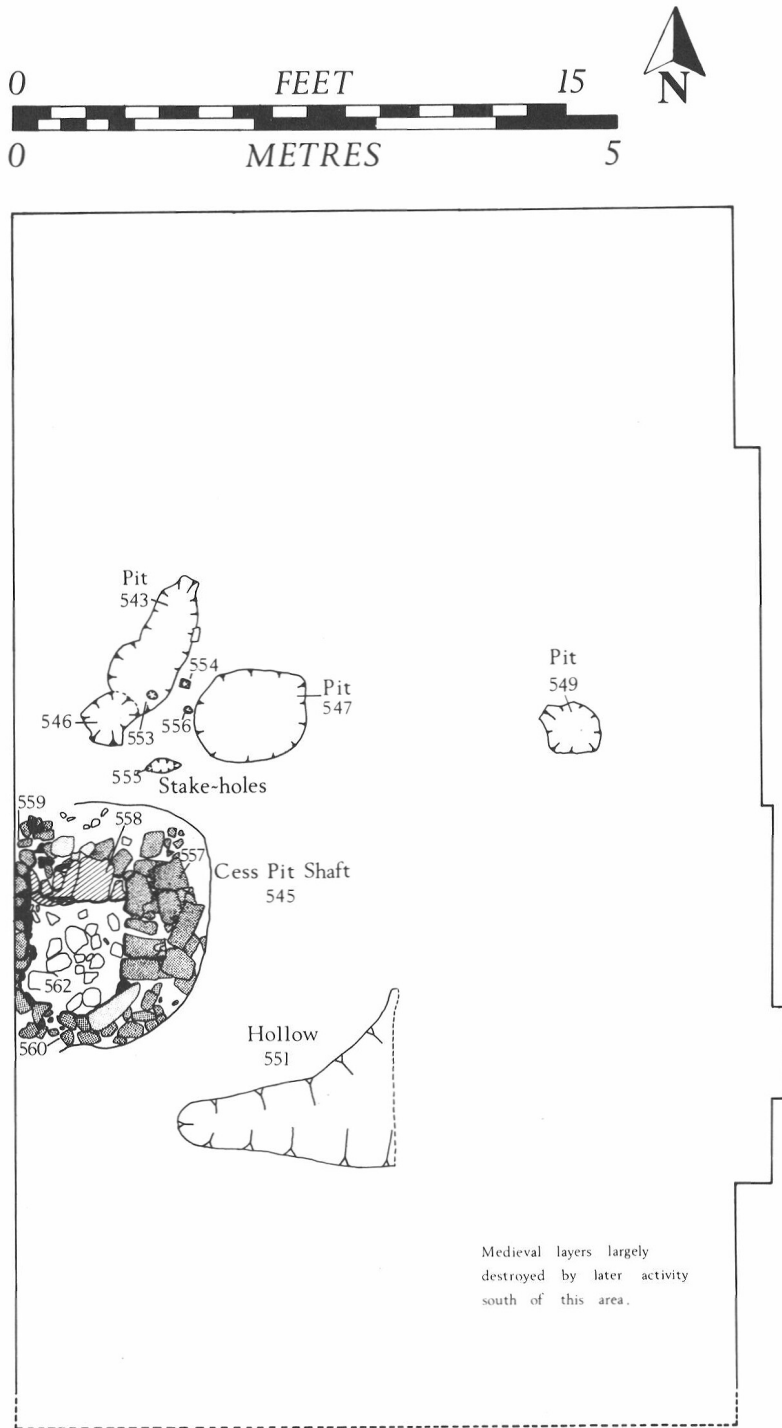 0 FEET 15
N
0 METRES 5
Pit
543
554
Pit
547
Pit
549
546
553
556
555
Stake-holes
559
558
557
Cess Pit Shaft
545
562
560
Hollow
551
Medieval layers largely
destroyed by later activity
south of this area.